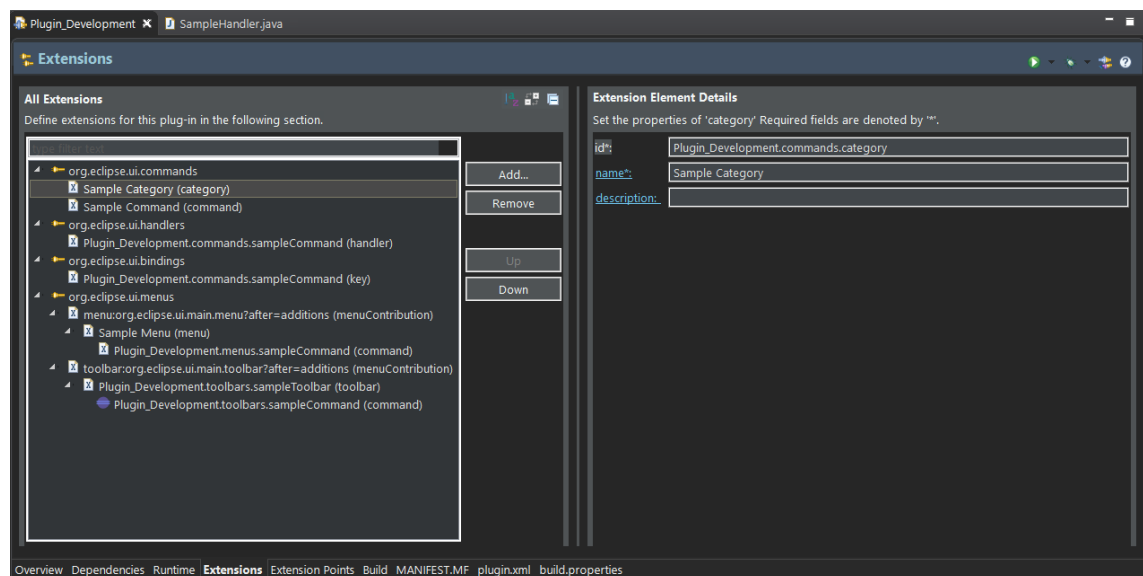 Plugin_Development SampleHandler.java
Extensions
All Extensions
Define extensions for this plug-in in the following section.
type filter text
org.eclipse.ui.commands
Sample Category (category)
Sample Command (command)
org.eclipse.ui.handlers
Plugin_Development.commands.sampleCommand (handler)
org.eclipse.ui.bindings
Plugin_Development.commands.sampleCommand (key)
org.eclipse.ui.menus
menu:org.eclipse.ui.main.menu?after=additions (menuContribution)
Sample Menu (menu)
Plugin_Development.menus.sampleCommand (command)
toolbar:org.eclipse.ui.main.toolbar?after=additions (menuContribution)
Plugin_Development.toolbars.sampleToolbar (toolbar)
Plugin_Development.toolbars.sampleCommand (command)
Add...
Remove
Up
Down
Extension Element Details
Set the properties of 'category' Required fields are denoted by '*'.
id*: Plugin_Development.commands.category
name*: Sample Category
description:
Overview Dependencies Runtime Extensions Extension Points Build MANIFEST.MF plugin.xml build.properties